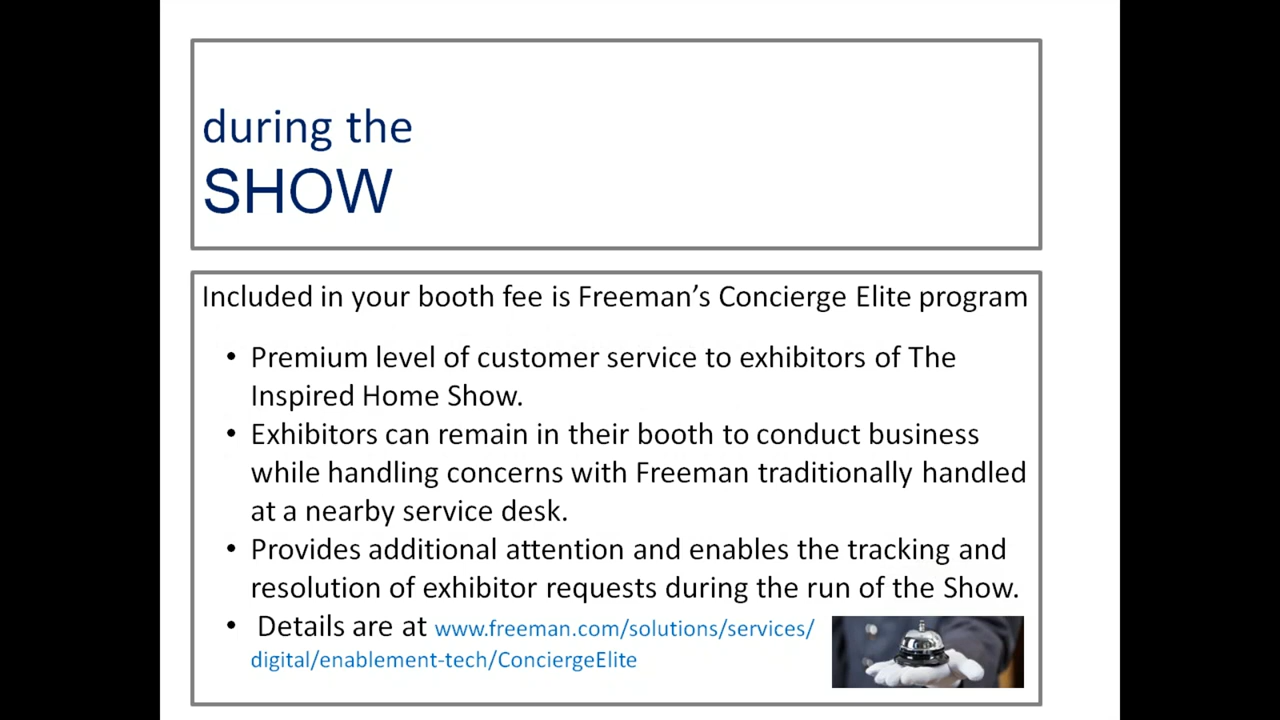 during the
SHOW
Included in your booth fee is Freeman’s Concierge Elite program
• Premium level of customer service to exhibitors of The
Inspired Home Show.
• Exhibitors can remain in their booth to conduct business
while handling concerns with Freeman traditionally handled
at a nearby service desk.
• Provides additional attention and enables the tracking and
resolution of exhibitor requests during the run of the Show.
• Details are at www.freeman.com/solutions/services/
digital/enablement-tech/ConciergeElite